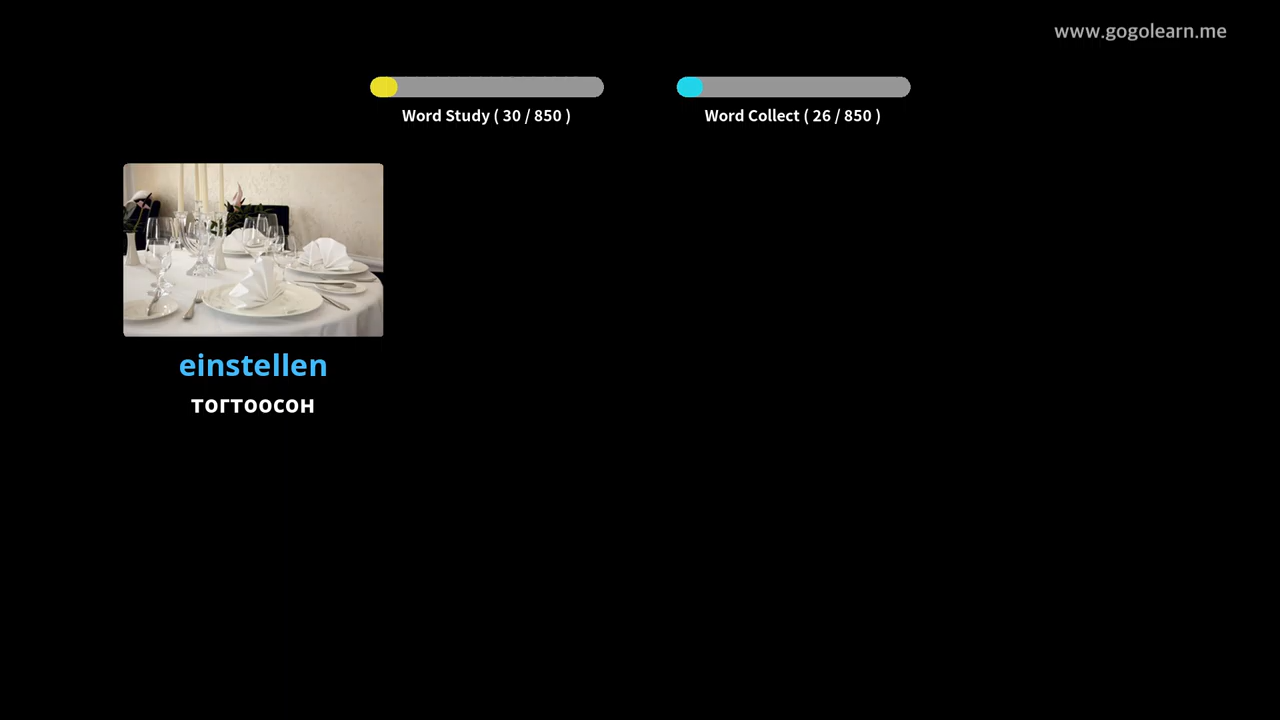 www.gogolearn.me
Word Study ( 30 / 850 )
Word Collect ( 26 / 850 )
einstellen
тогтоосон